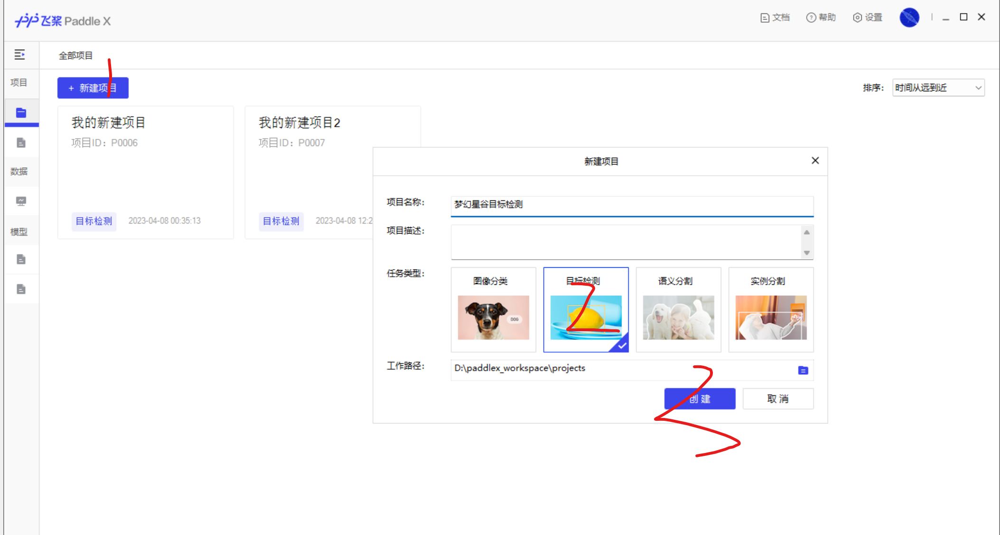 飞桨 Paddle X
文档 帮助 设置
全部项目
项目
+ 新建项目
排序： 时间从远到近
我的新建项目
项目ID：P0006
目标检测 2023-04-08 00:35:13
我的新建项目2
项目ID：P0007
目标检测 2023-04-08 12:2
数据
模型
新建项目
项目名称： 梦幻星谷目标检测
项目描述：
任务类型：
图像分类 目标检测 语义分割 实例分割
DOG
工作路径： D:\paddlex_workspace\projects
创 建 取 消
1
2
3